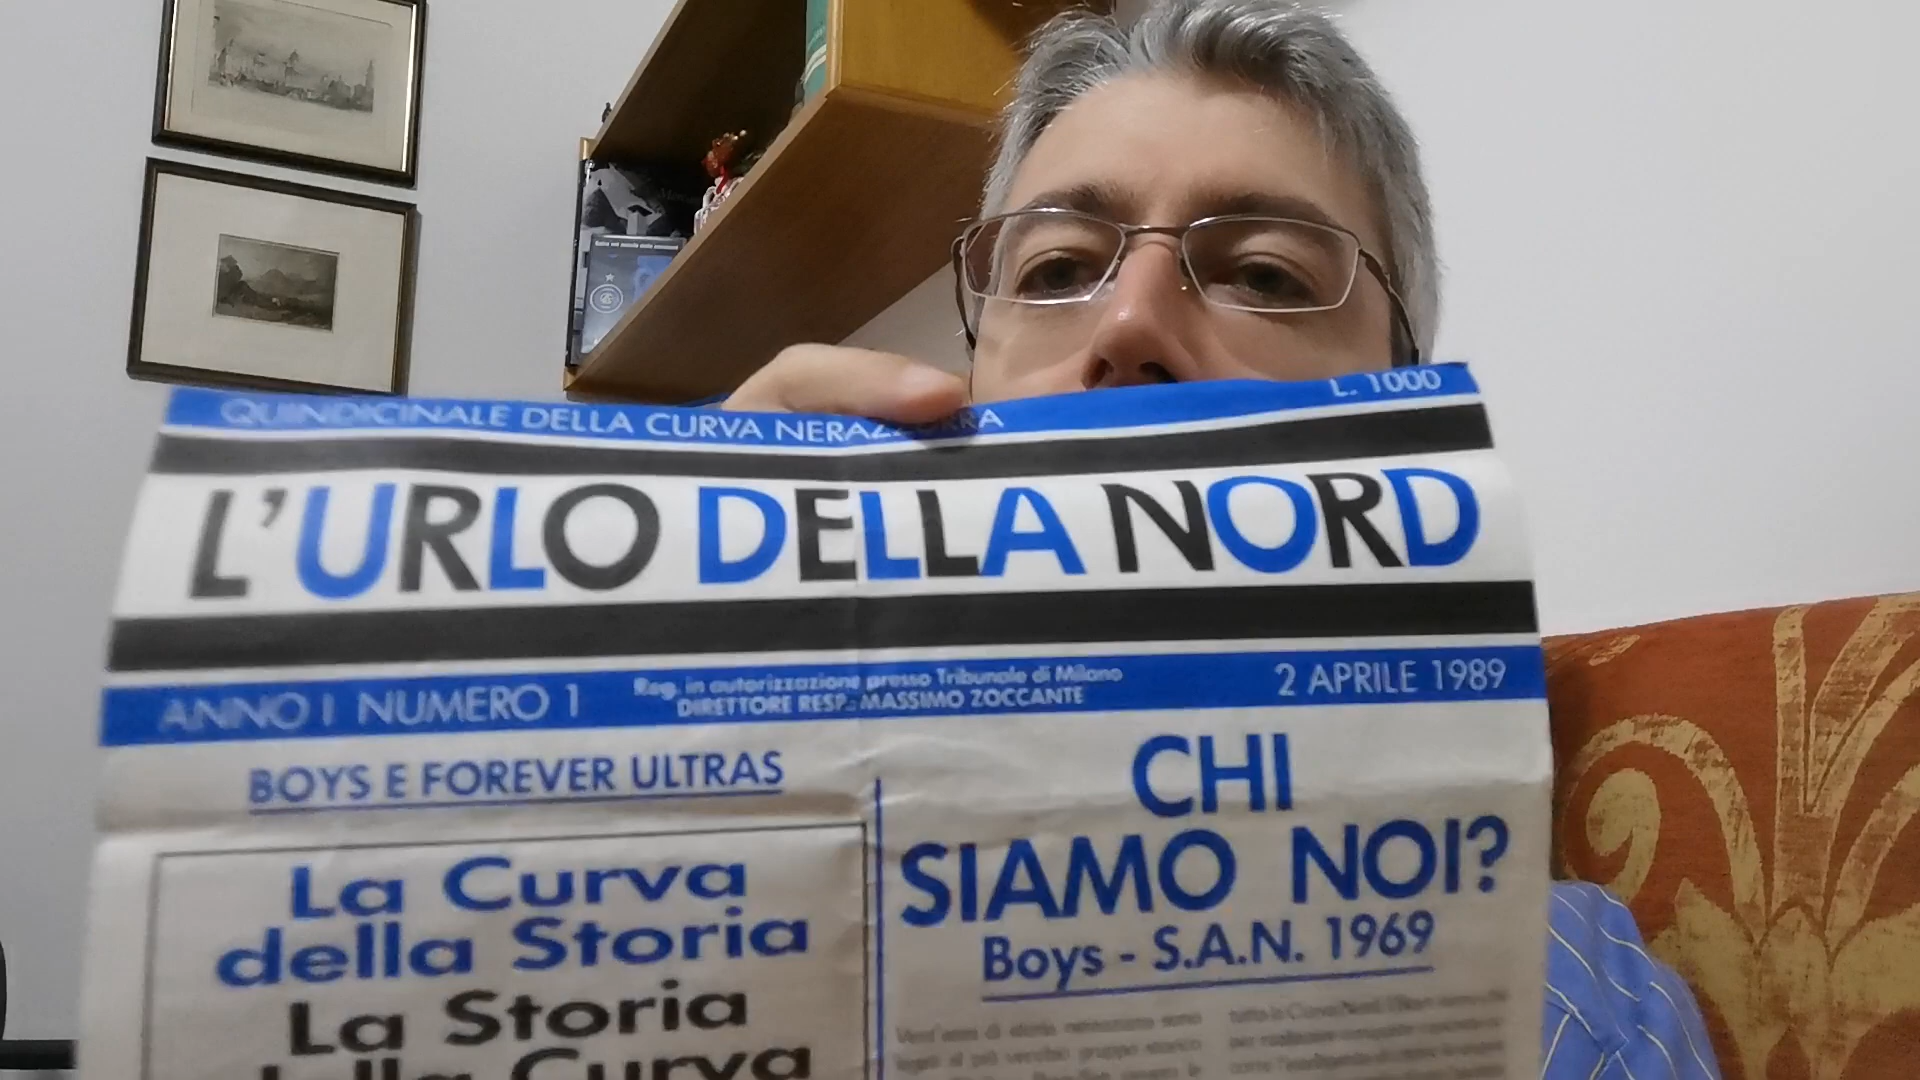 QUINDICINALE DELLA CURVA NERAZZURRA
L. 1000
L'URLO DELLA NORD
ANNO I NUMERO 1
Reg. in autorizzazione presso Tribunale di Milano
DIRETTORE RESP.: MASSIMO ZOCCANTE
2 APRILE 1989
BOYS E FOREVER ULTRAS
La Curva
della Storia
La Storia
della Curva
CHI
SIAMO NOI?
Boys - S.A.N. 1969